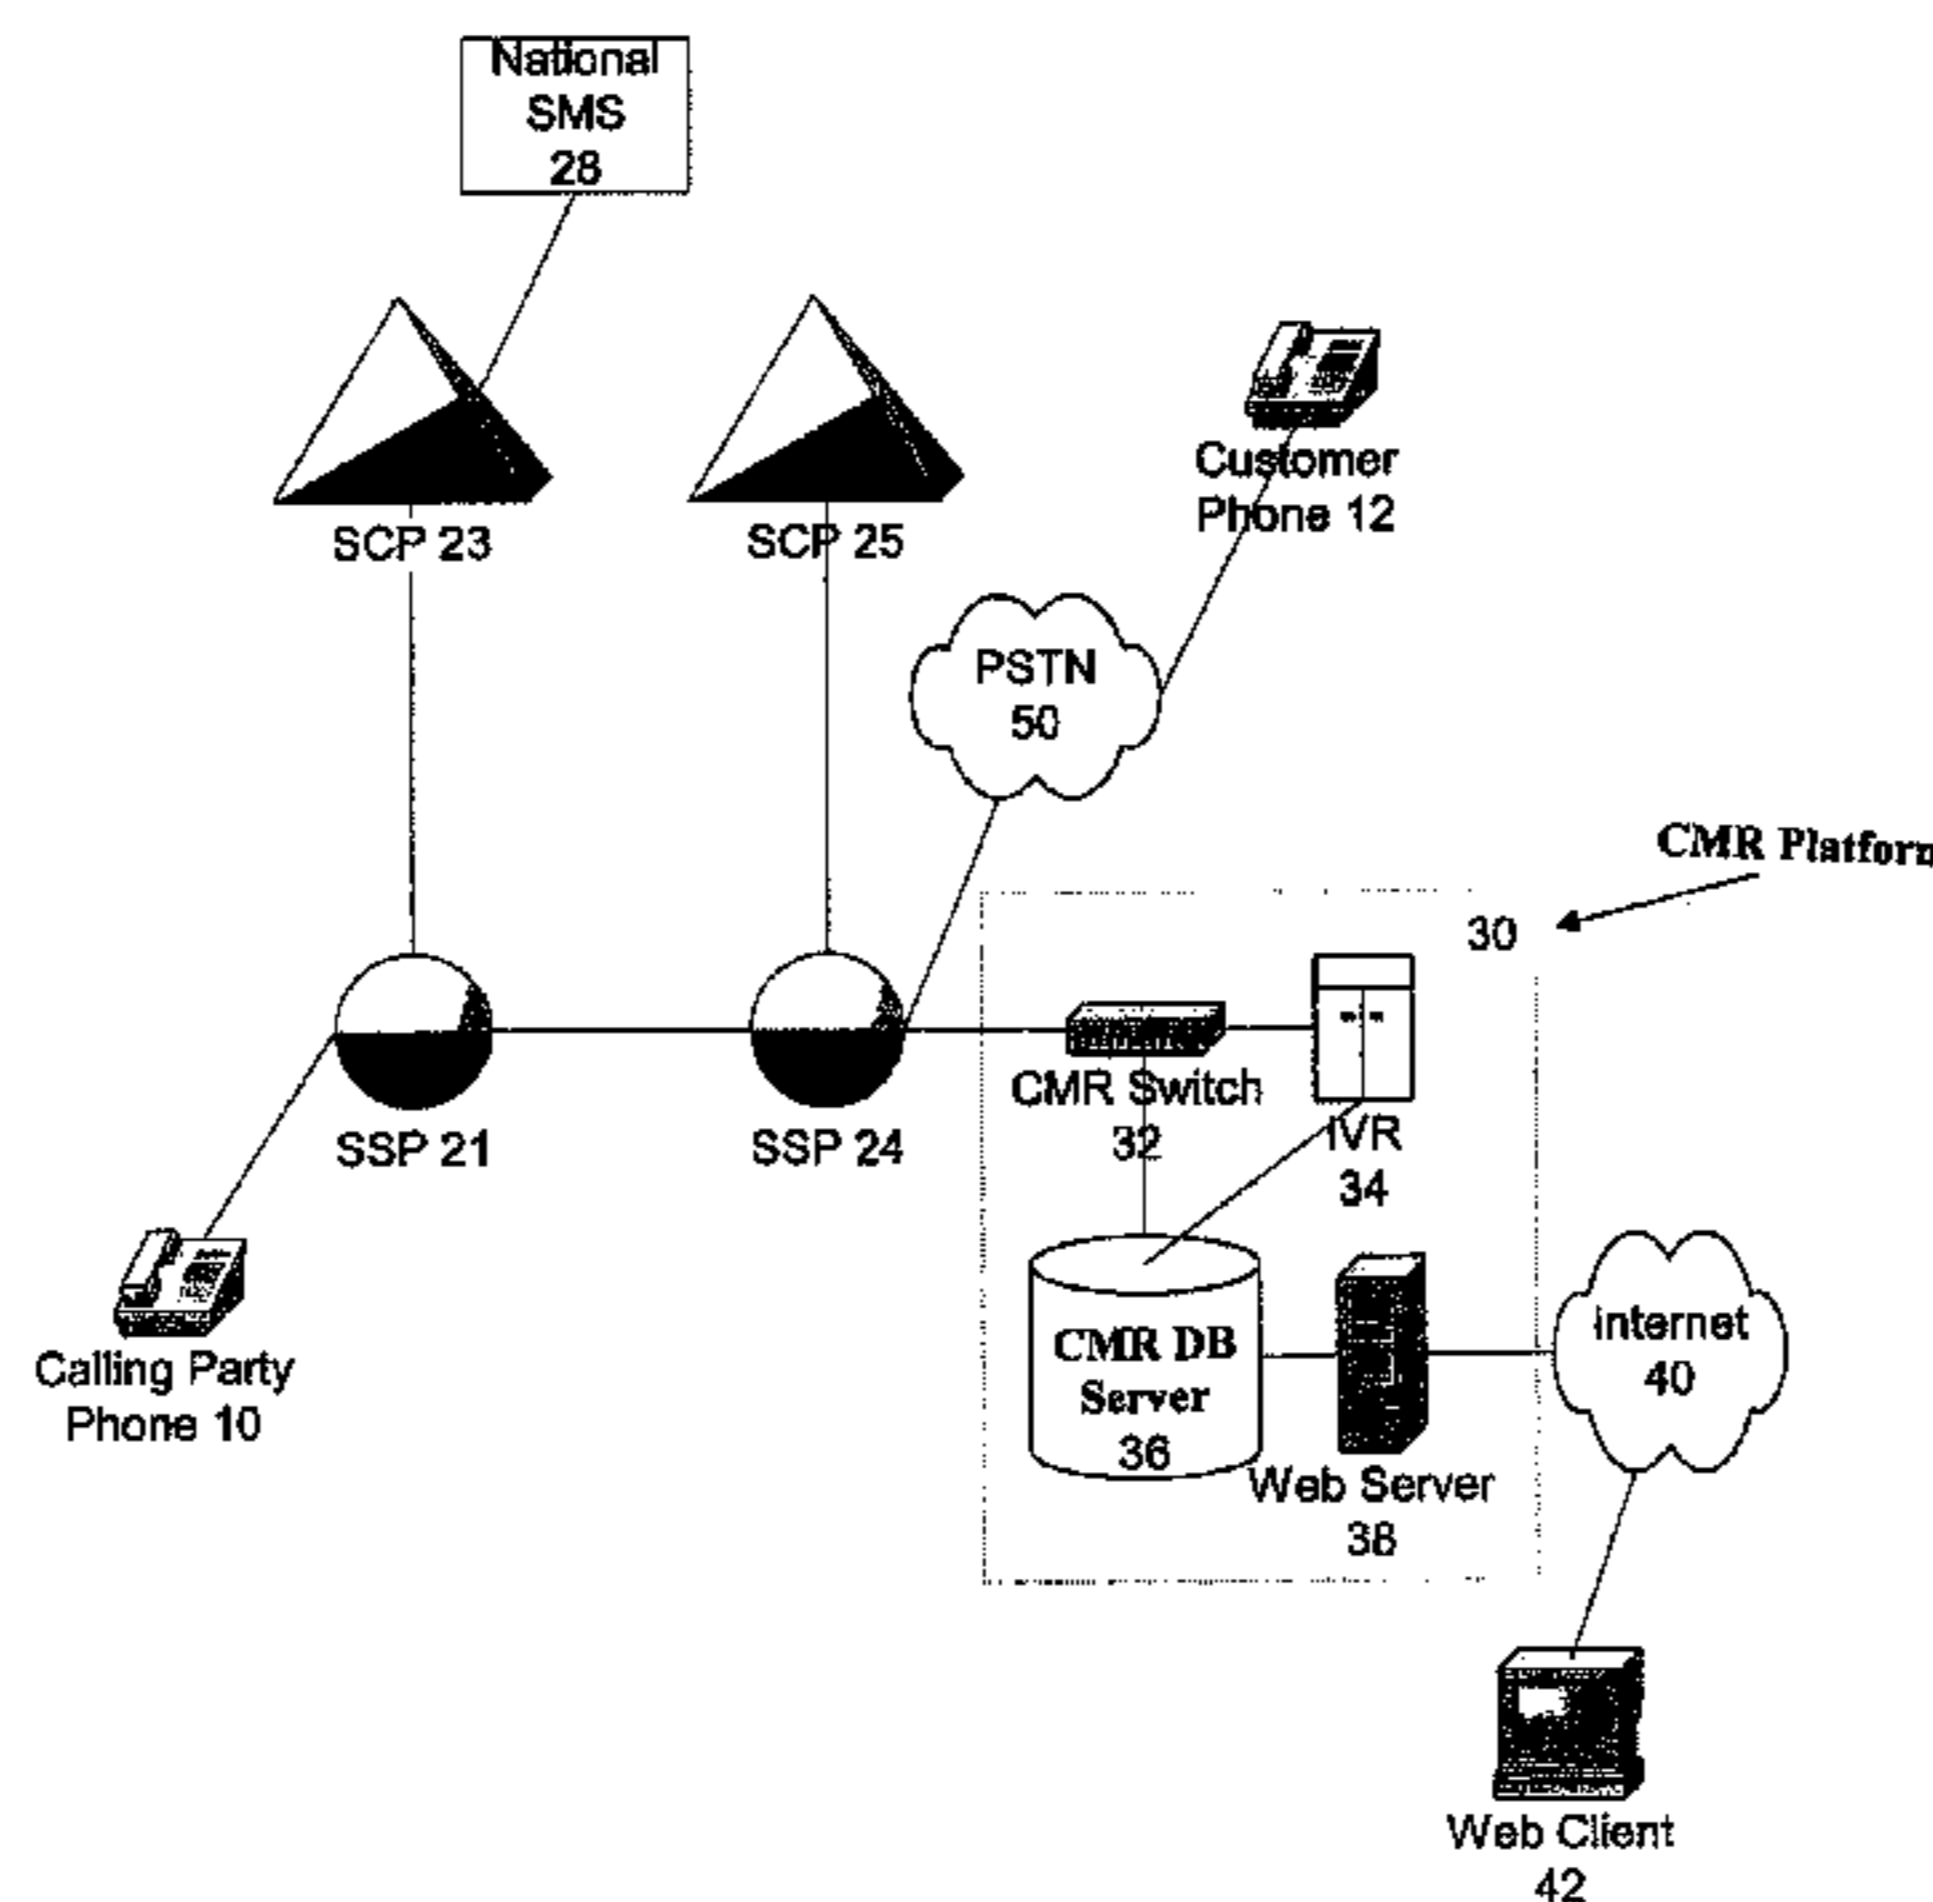 National
SMS
28
SCP 23
SCP 25
Customer
Phone 12
PSTN
50
CMR Platform
30
CMR Switch
32
IVR
34
SSP 21
SSP 24
Calling Party
Phone 10
CMR DB
Server
36
Web Server
38
Internet
40
Web Client
42